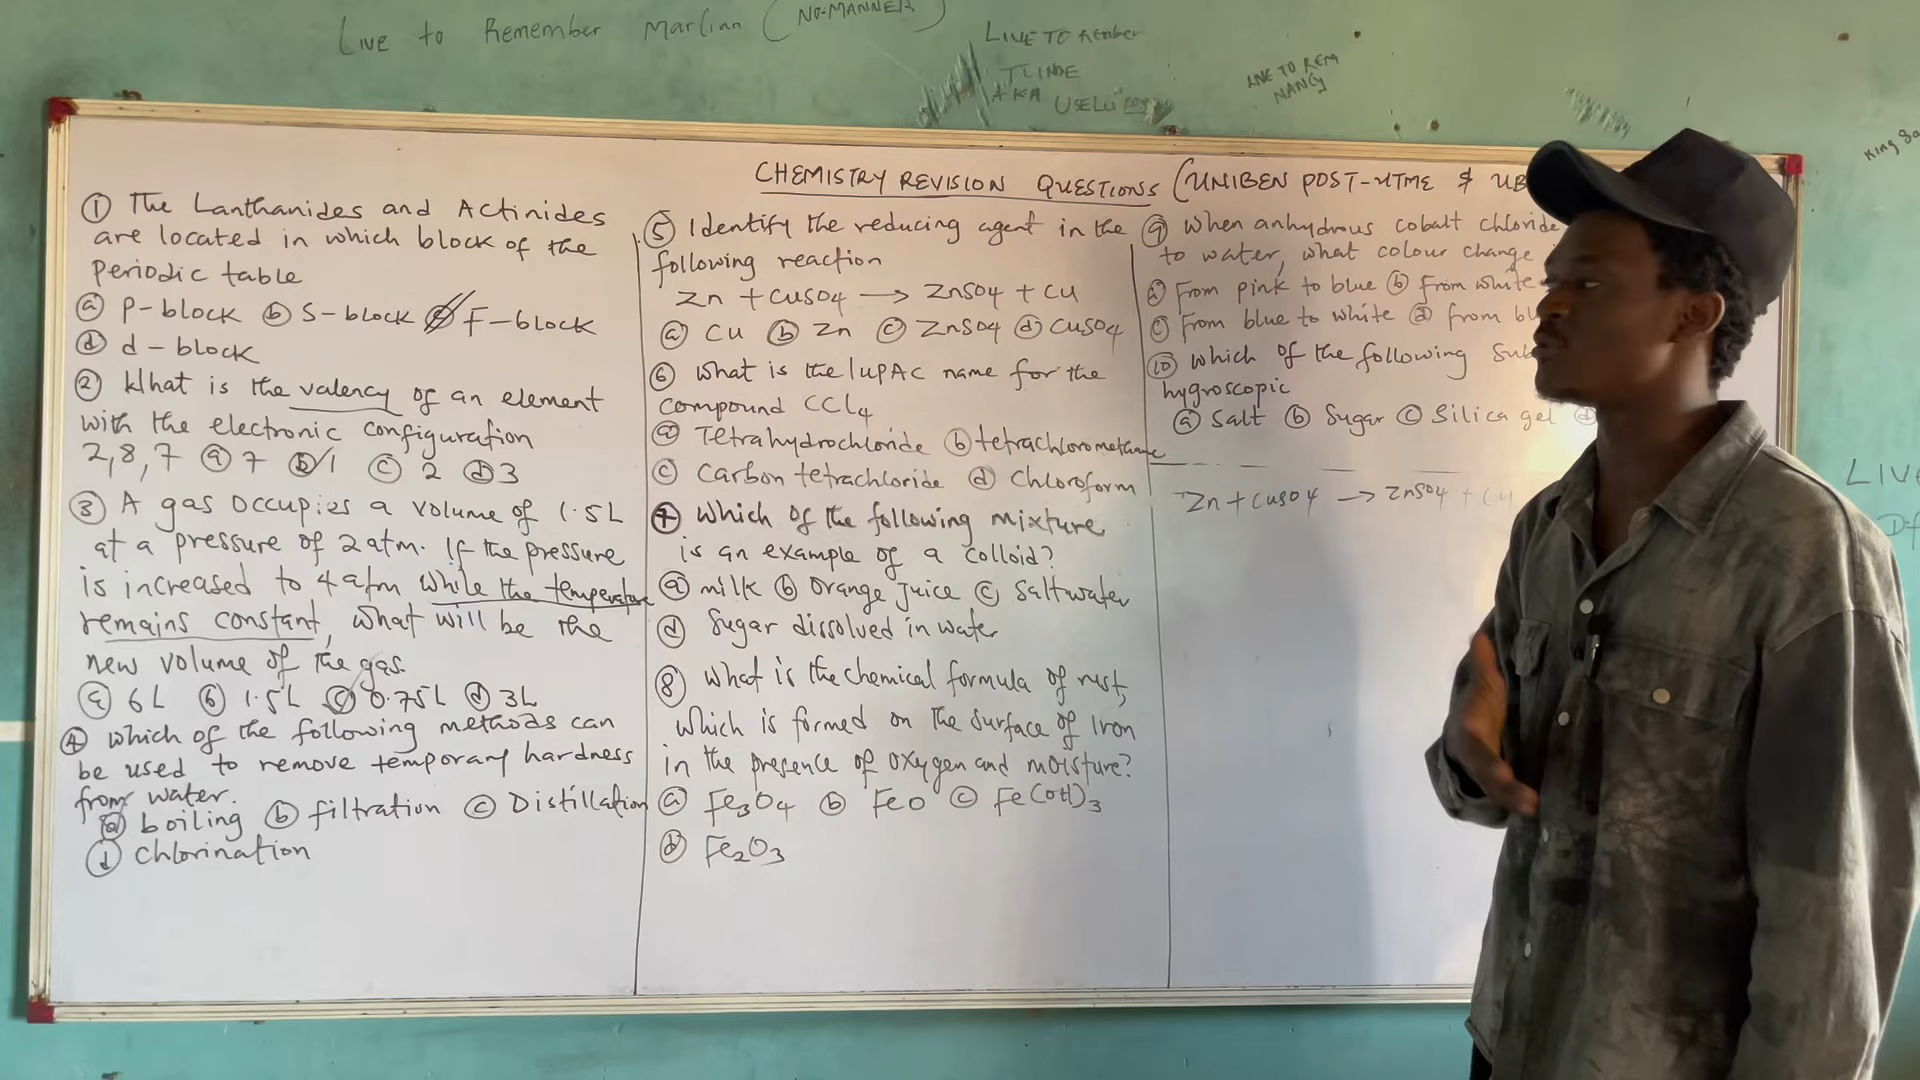 LIVE to Remember Marlian (NO-MANNER)
LIVE TO
TLINDE
AKA
LIVE TO REM
NANCY
King
CHEMISTRY REVISION QUESTIONS (UNIBEN POST-UTME & UB
① The Lanthanides and Actinides
are located in which block of the
periodic table
ⓐ P-block ⓑ S-block ⓒ F-block
ⓓ d-block
② What is the valency of an element
with the electronic configuration
2,8,7 ⓐ 7 ⓑ 1 ⓒ 2 ⓓ 3
③ A gas occupies a volume of 1.5L
at a pressure of 2atm. If the pressure
is increased to 4atm while the temperature
remains constant, what will be the
new volume of the gas.
ⓐ 6L ⓑ 1.5L ⓒ 0.75L ⓓ 3L
④ which of the following methods can
be used to remove temporary hardness
from water.
ⓐ boiling ⓑ filtration ⓒ Distillation
ⓓ Chlorination
⑤ Identify the reducing agent in the
following reaction
Zn + CuSO4 → ZnSO4 + Cu
ⓐ Cu ⓑ Zn ⓒ ZnSO4 ⓓ CuSO4
⑥ What is the IUPAC name for the
compound CCl4
ⓐ Tetrahydrochloride ⓑ tetrachloromethane
ⓒ Carbon tetrachloride ⓓ Chloroform
⑦ Which of the following mixture
is an example of a colloid?
ⓐ milk ⓑ Orange juice ⓒ Saltwater
ⓓ Sugar dissolved in water
⑧ What is the chemical formula of rust,
which is formed on the surface of Iron
in the presence of oxygen and moisture?
ⓐ Fe3O4 ⓑ FeO ⓒ Fe(OH)3
ⓓ Fe2O3
⑨ When anhydrous cobalt chloride
to water, what colour change
ⓐ From pink to blue ⓑ from white
ⓒ From blue to white ⓓ from bl
⑩ which of the following sub
hygroscopic
ⓐ Salt ⓑ Sugar ⓒ Silica gel ⓓ
Zn + CuSO4 → ZnSO4 + Cu
LIVE